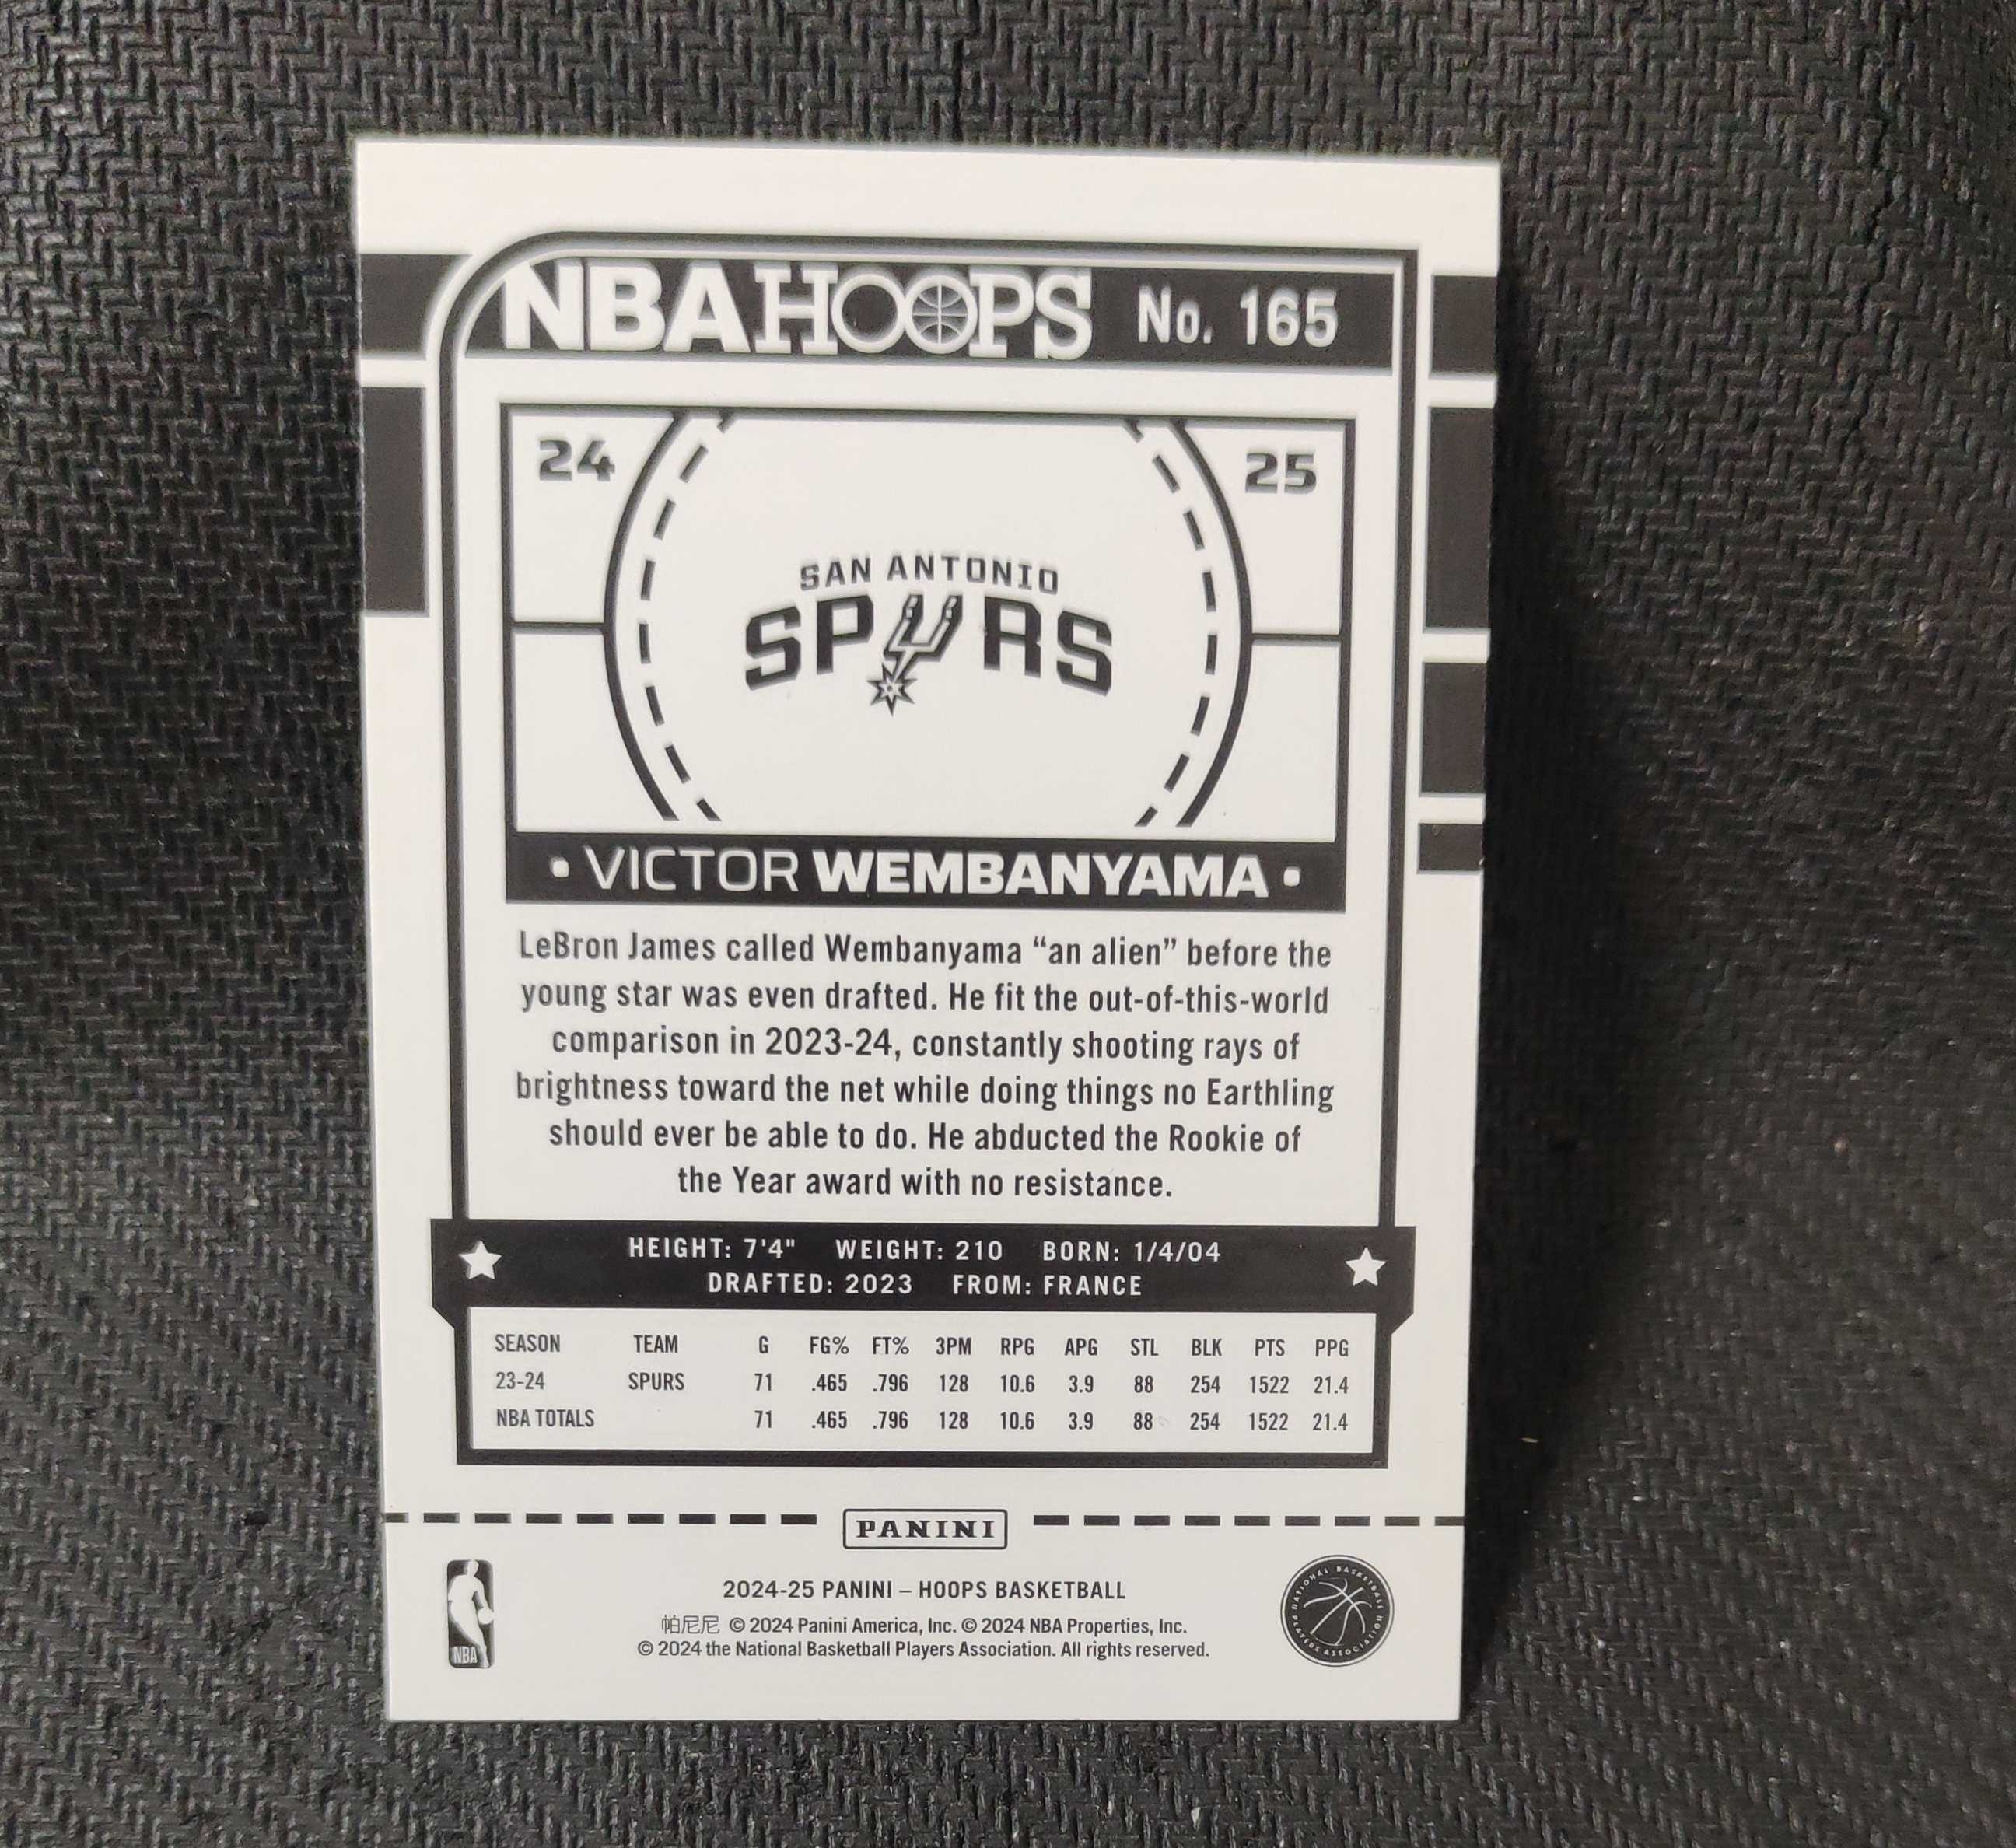 NBA HOOPS No. 165
24 25
SAN ANTONIO
SPURS
• VICTOR WEMBANYAMA •
LeBron James called Wembanyama “an alien” before the
young star was even drafted. He fit the out-of-this-world
comparison in 2023-24, constantly shooting rays of
brightness toward the net while doing things no Earthling
should ever be able to do. He abducted the Rookie of
the Year award with no resistance.
HEIGHT: 7'4" WEIGHT: 210 BORN: 1/4/04
DRAFTED: 2023 FROM: FRANCE
SEASON TEAM G FG% FT% 3PM RPG APG STL BLK PTS PPG
23-24 SPURS 71 .465 .796 128 10.6 3.9 88 254 1522 21.4
NBA TOTALS 71 .465 .796 128 10.6 3.9 88 254 1522 21.4
PANINI
2024-25 PANINI – HOOPS BASKETBALL
帕尼尼 © 2024 Panini America, Inc. © 2024 NBA Properties, Inc.
© 2024 the National Basketball Players Association. All rights reserved.
NBA
NATIONAL BASKETBALL PLAYERS ASSOCIATION